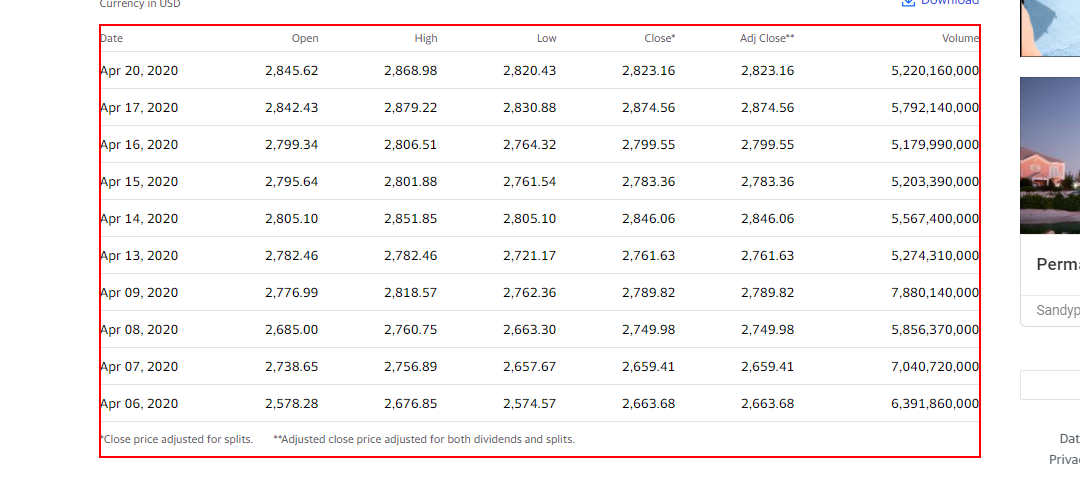 Currency in USD
Download
Date Open High Low Close* Adj Close** Volume
Apr 20, 2020 2,845.62 2,868.98 2,820.43 2,823.16 2,823.16 5,220,160,000
Apr 17, 2020 2,842.43 2,879.22 2,830.88 2,874.56 2,874.56 5,792,140,000
Apr 16, 2020 2,799.34 2,806.51 2,764.32 2,799.55 2,799.55 5,179,990,000
Apr 15, 2020 2,795.64 2,801.88 2,761.54 2,783.36 2,783.36 5,203,390,000
Apr 14, 2020 2,805.10 2,851.85 2,805.10 2,846.06 2,846.06 5,567,400,000
Apr 13, 2020 2,782.46 2,782.46 2,721.17 2,761.63 2,761.63 5,274,310,000
Apr 09, 2020 2,776.99 2,818.57 2,762.36 2,789.82 2,789.82 7,880,140,000
Apr 08, 2020 2,685.00 2,760.75 2,663.30 2,749.98 2,749.98 5,856,370,000
Apr 07, 2020 2,738.65 2,756.89 2,657.67 2,659.41 2,659.41 7,040,720,000
Apr 06, 2020 2,578.28 2,676.85 2,574.57 2,663.68 2,663.68 6,391,860,000
*Close price adjusted for splits. **Adjusted close price adjusted for both dividends and splits.
Perma
Sandyp
Dat
Priva